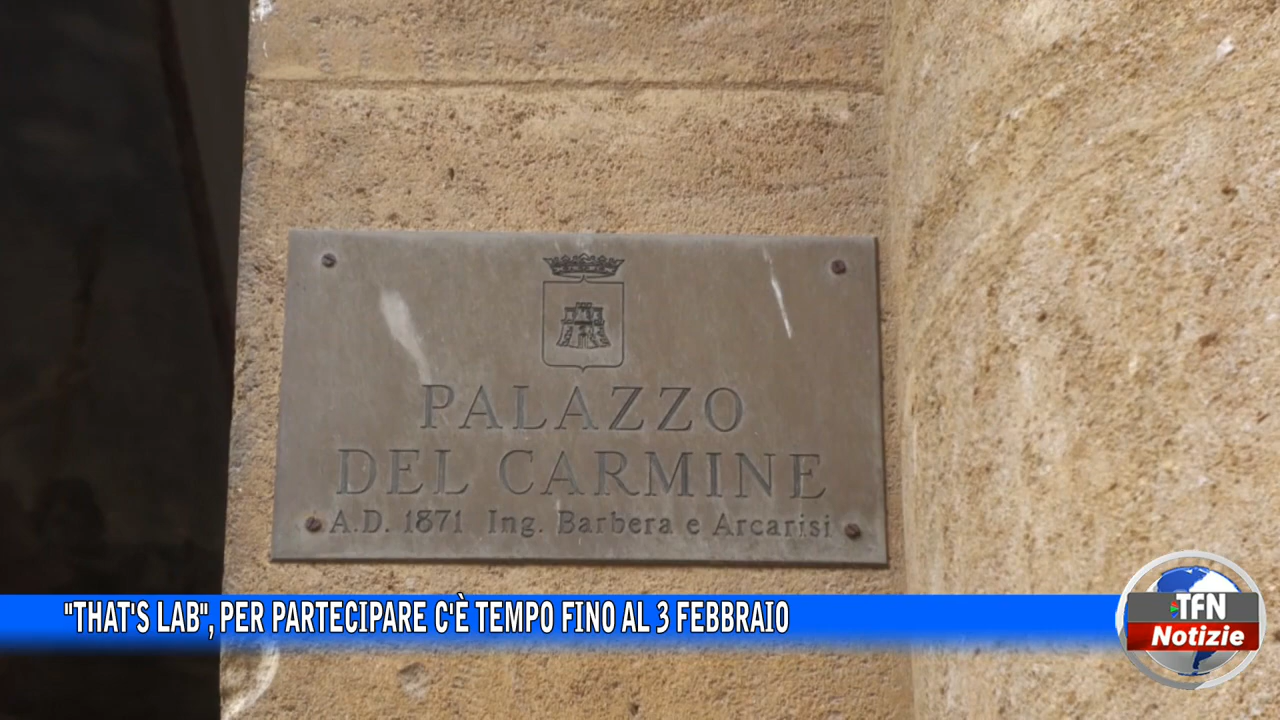 PALAZZO
DEL CARMINE
A.D. 1871 Ing. Barbera e Arcarisi
"THAT'S LAB", PER PARTECIPARE C'È TEMPO FINO AL 3 FEBBRAIO
TFN
Notizie